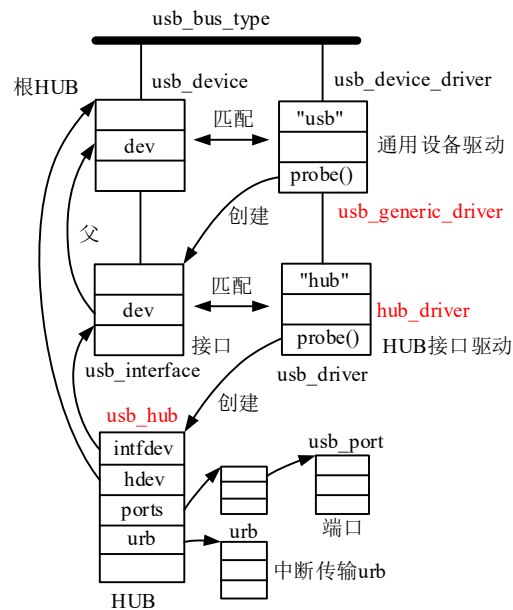 usb_bus_type
usb_device
usb_device_driver
根HUB
"usb"
匹配
dev
通用设备驱动
probe()
usb_generic_driver
创建
父
"hub"
匹配
dev
hub_driver
probe()
接口
HUB接口驱动
usb_interface
usb_driver
创建
usb_hub
intfdev
usb_port
hdev
ports
urb
urb
端口
中断传输urb
HUB